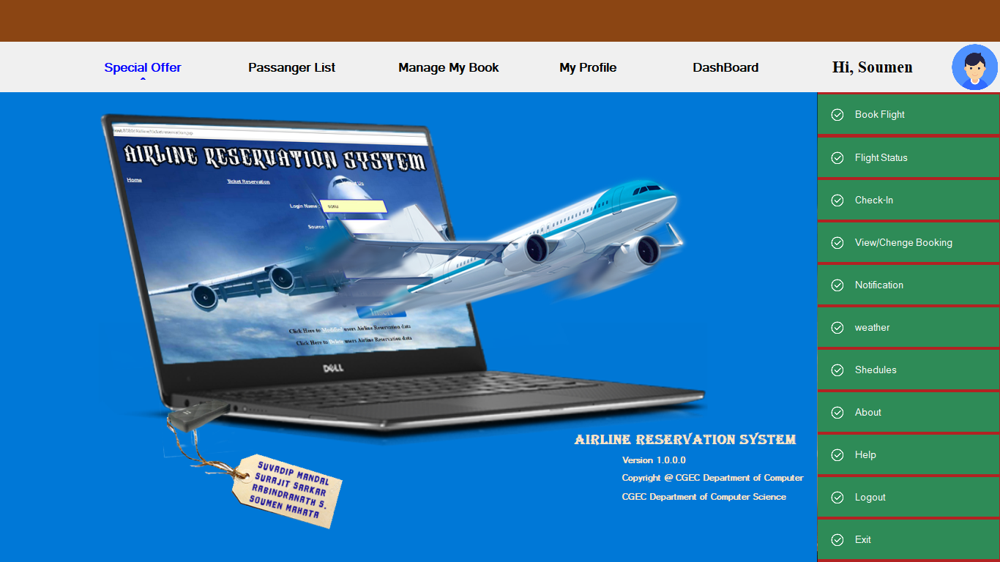 Special Offer
Passanger List
Manage My Book
My Profile
DashBoard
Hi, Soumen
AIRLINE RESERVATION SYSTEM
Home
Ticket Reservation
Us
Login Name :
sonu
Source :
Insert
Click Here to Modified users Airline Reservation data
Click Here to Delete users Airline Reservation data
DELL
SUVADIP MANDAL
SURAJIT SARKAR
RABINDRANATH S.
SOUMEN MAHATA
AIRLINE RESERVATION SYSTEM
Version 1.0.0.0
Copyright @ CGEC Department of Computer
CGEC Department of Computer Science
Book Flight
Flight Status
Check-In
View/Chenge Booking
Notification
weather
Shedules
About
Help
Logout
Exit